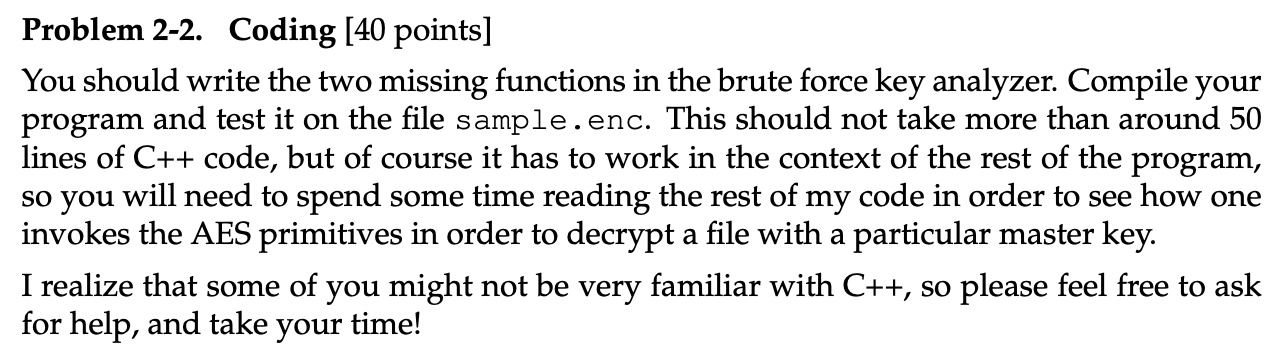 Problem 2-2. Coding [40 points]
You should write the two missing functions in the brute force key analyzer. Compile your
program and test it on the file sample.enc. This should not take more than around 50
lines of C++ code, but of course it has to work in the context of the rest of the program,
so you will need to spend some time reading the rest of my code in order to see how one
invokes the AES primitives in order to decrypt a file with a particular master key.
I realize that some of you might not be very familiar with C++, so please feel free to ask
for help, and take your time!